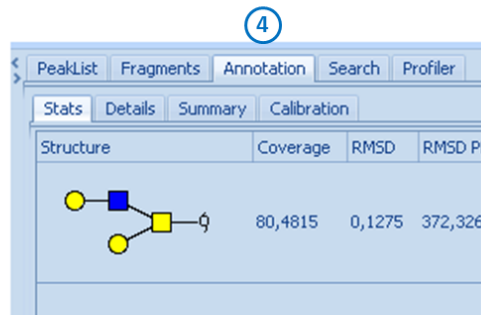 4
PeakList Fragments Annotation Search Profiler
Stats Details Summary Calibration
Structure Coverage RMSD RMSD P
80,4815 0,1275 372,326